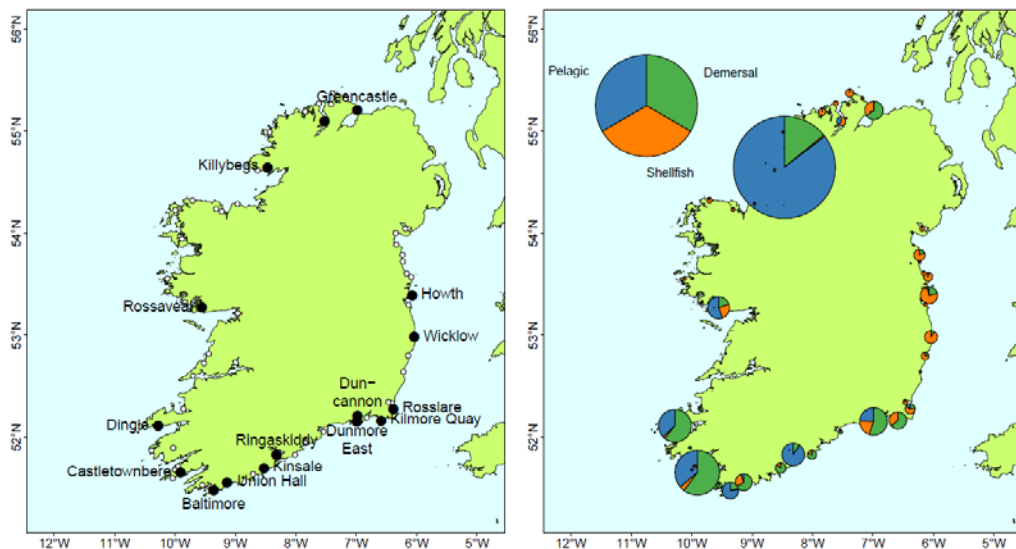 56°N
55°N
54°N
53°N
52°N
12°W
11°W
10°W
9°W
8°W
7°W
6°W
5°W
Greencastle
Killybegs
Rossaveal
Howth
Wicklow
Dun−
cannon
Rosslare
Kilmore Quay
Dunmore
East
Dingle
Ringaskiddy
Castletownbere
Kinsale
Union Hall
Baltimore
56°N
55°N
54°N
53°N
52°N
12°W
11°W
10°W
9°W
8°W
7°W
6°W
5°W
Pelagic
Demersal
Shellfish